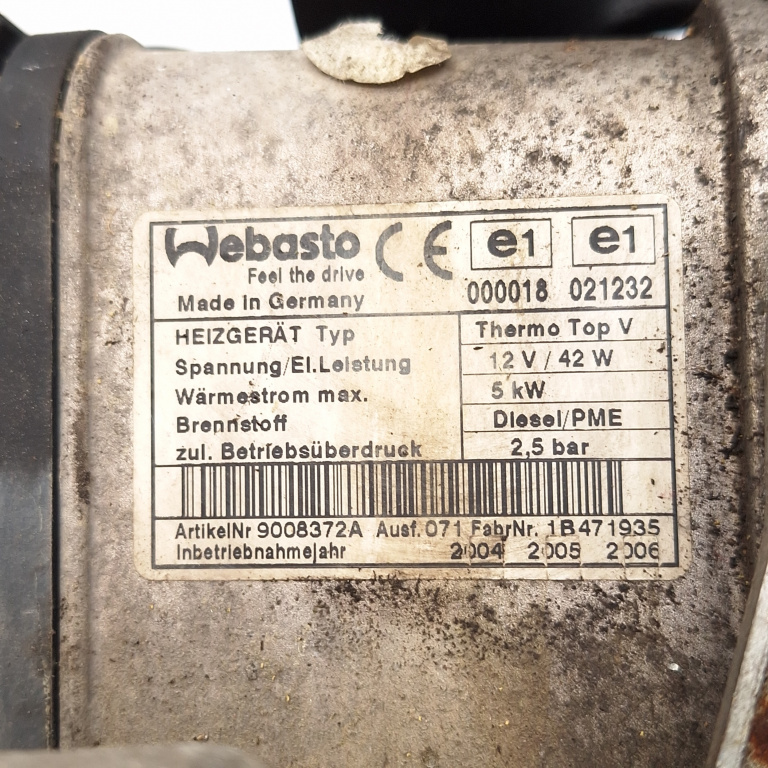 Webasto CE e1 e1
Feel the drive
Made in Germany 000018 021232
HEIZGERÄT Typ Thermo Top V
Spannung/El.Leistung 12 V / 42 W
Wärmestrom max. 5 kW
Brennstoff Diesel/PME
zul. Betriebsüberdruck 2,5 bar
ArtikelNr 9008372A Ausf. 071 FabrNr. 1B471935
Inbetriebnahmejahr 2004 2005 2006